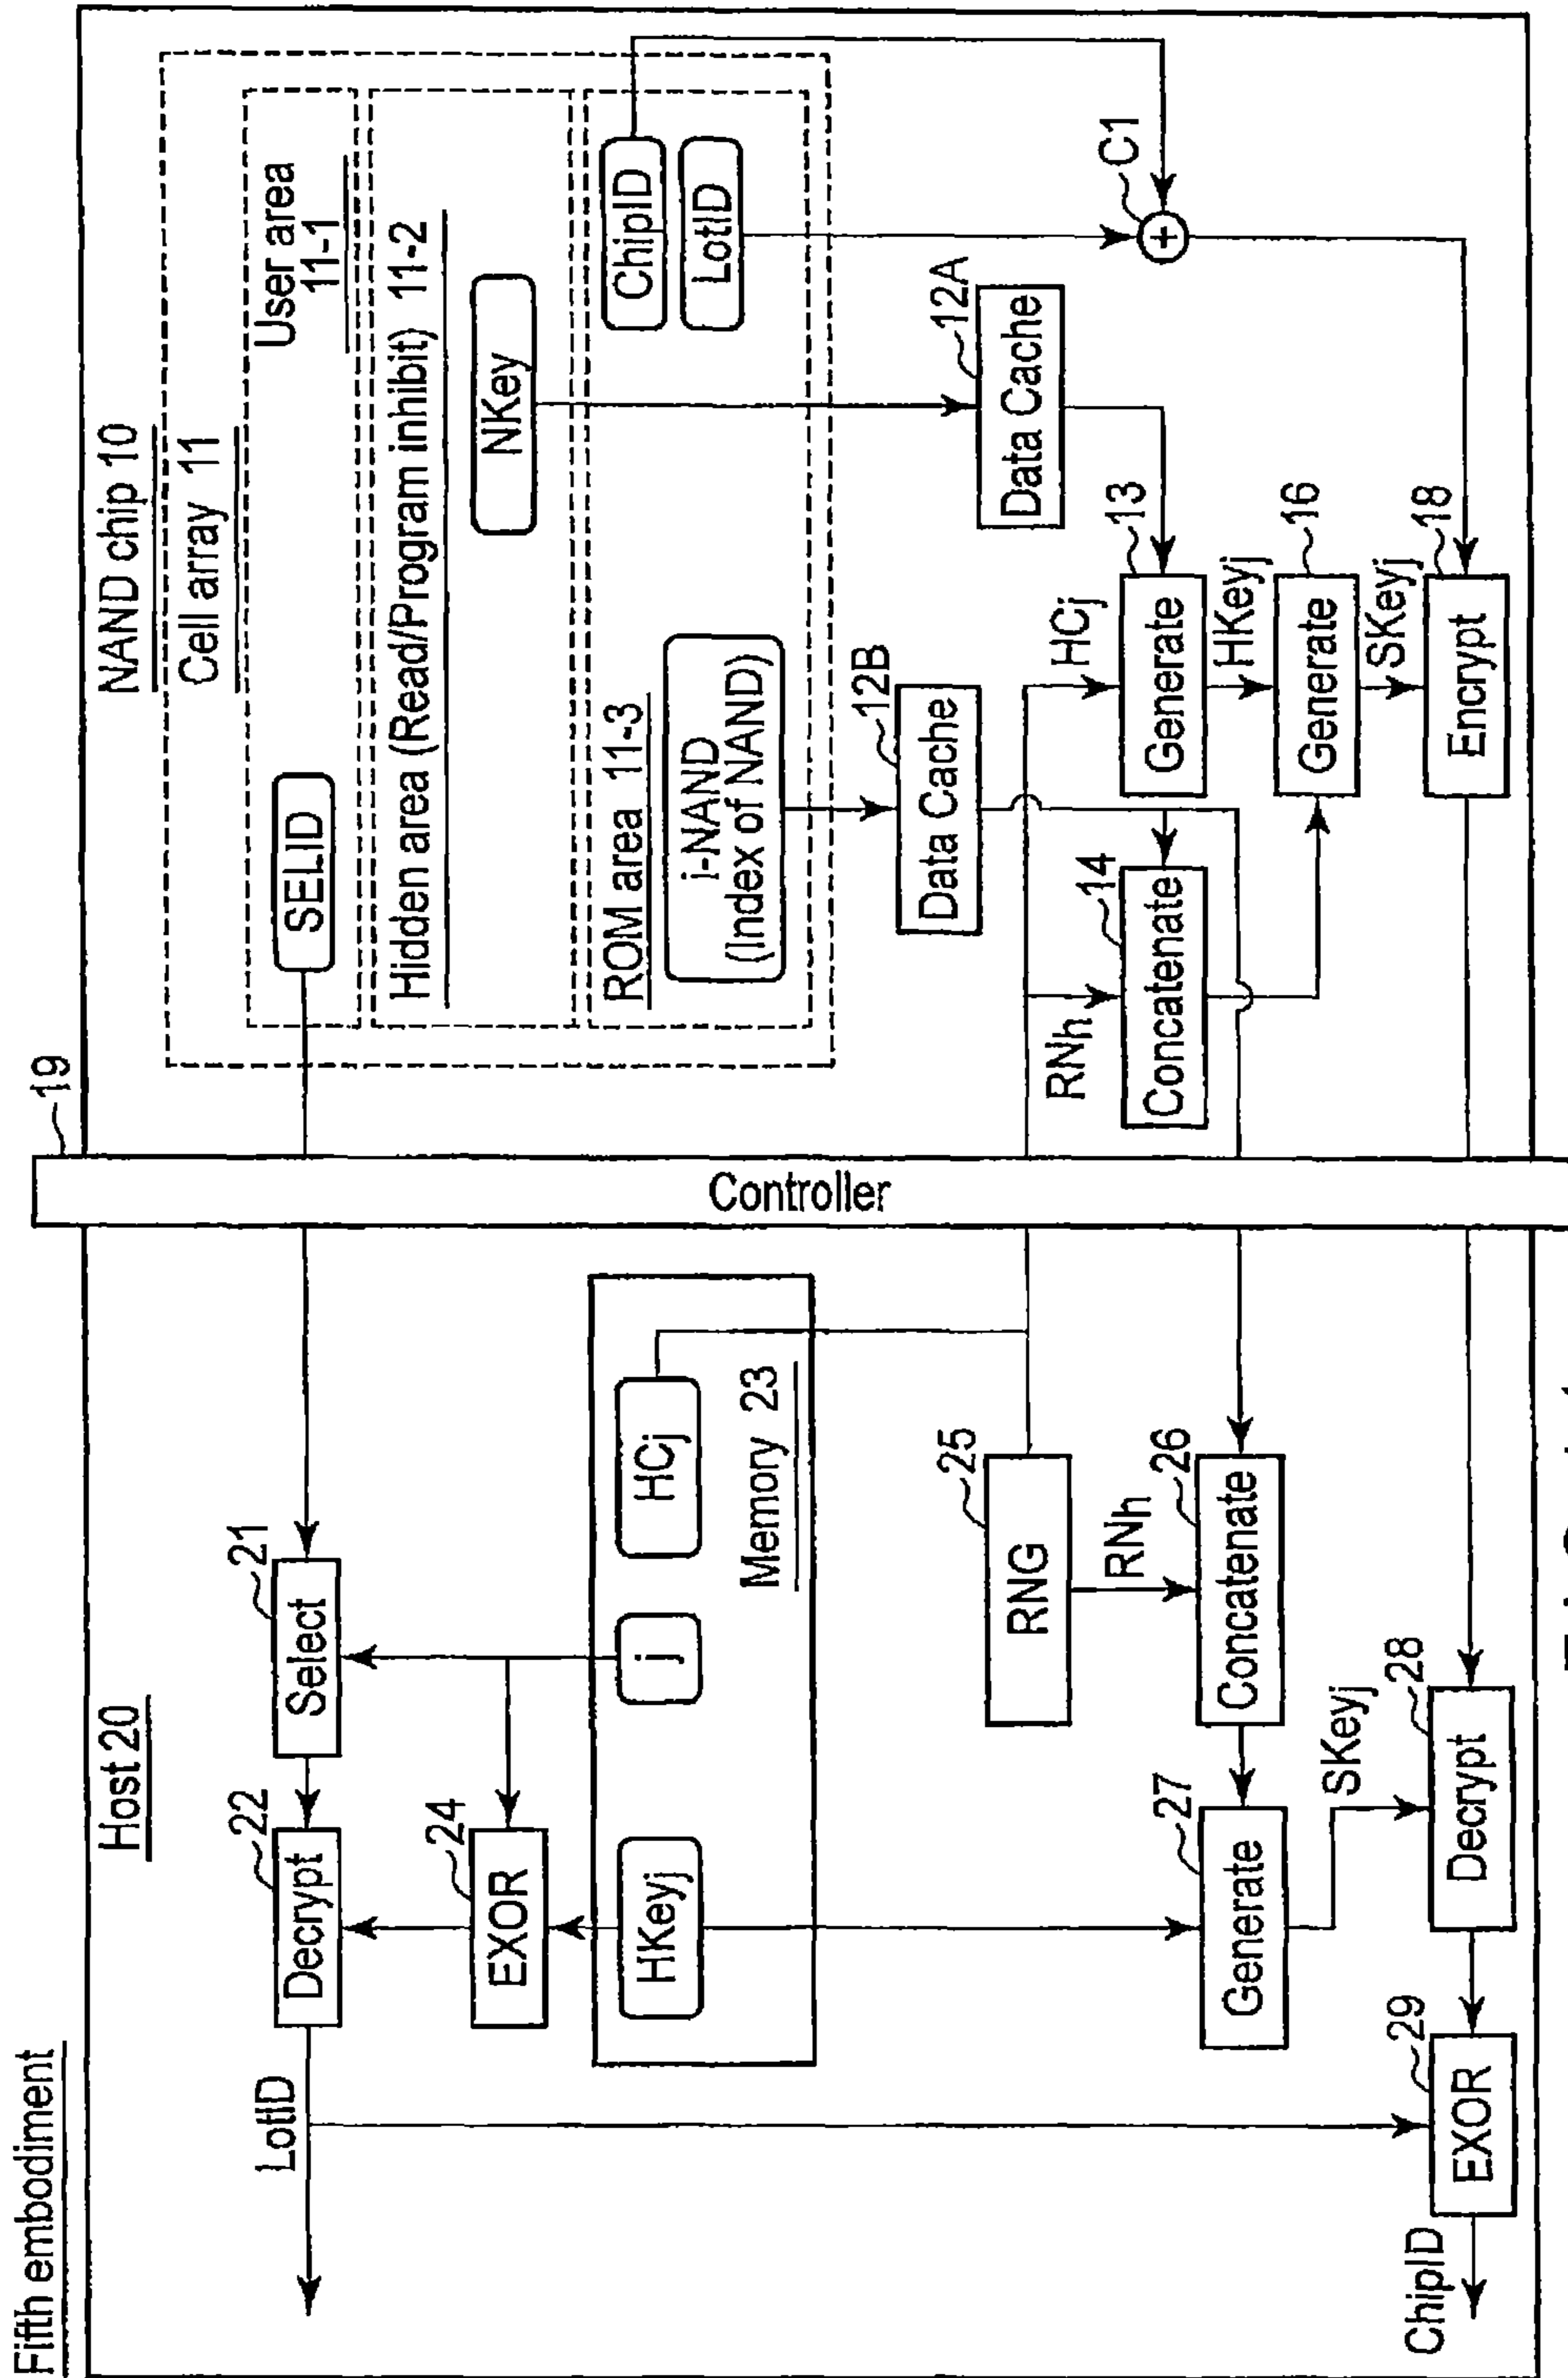 Fifth embodiment
Host 20
NAND chip 10
19
Cell array 11
LotID
22
Decrypt
21
Select
SELID
User area
11-1
24
EXOR
Hidden area (Read/Program inhibit) 11-2
NKey
HKeyj
j
HCj
Memory 23
ROM area 11-3
i-NAND
(Index of NAND)
ChipID
LotID
Controller
12B
Data Cache
12A
Data Cache
25
RNG
RNh
RNh
HCj
C1
+
27
Generate
26
Concatenate
14
Concatenate
13
Generate
HKeyj
16
Generate
SKeyj
SKeyj
ChipID
29
EXOR
28
Decrypt
18
Encrypt